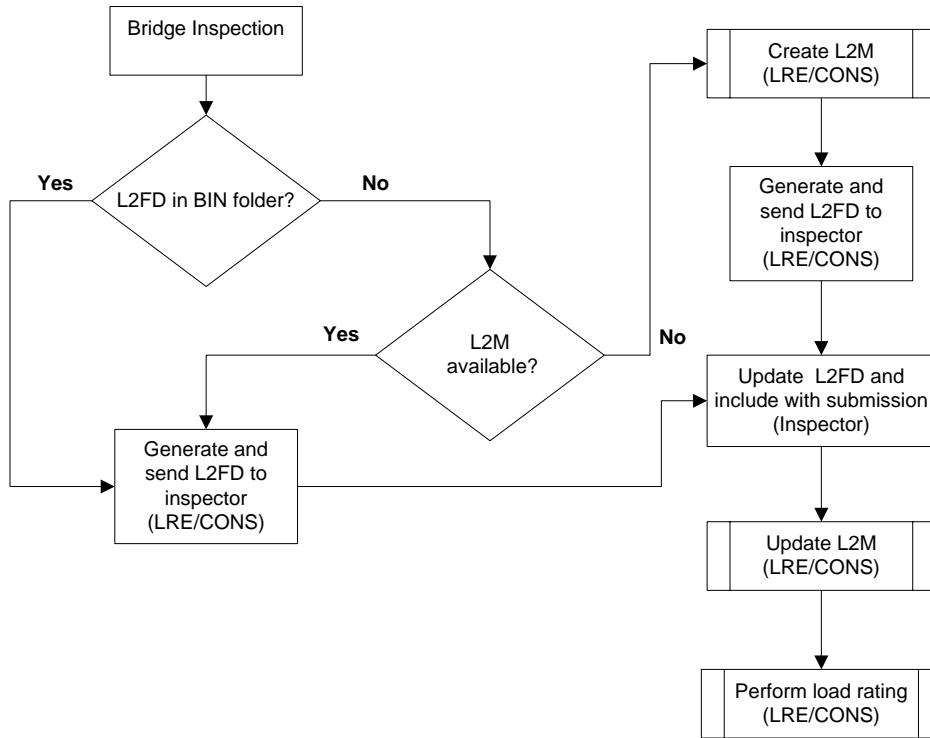 Bridge Inspection
L2FD in BIN folder?
Yes
No
L2M
available?
Yes
No
Generate and
send L2FD to
inspector
(LRE/CONS)
Create L2M
(LRE/CONS)
Generate and
send L2FD to
inspector
(LRE/CONS)
Update L2FD and
include with submission
(Inspector)
Update L2M
(LRE/CONS)
Perform load rating
(LRE/CONS)